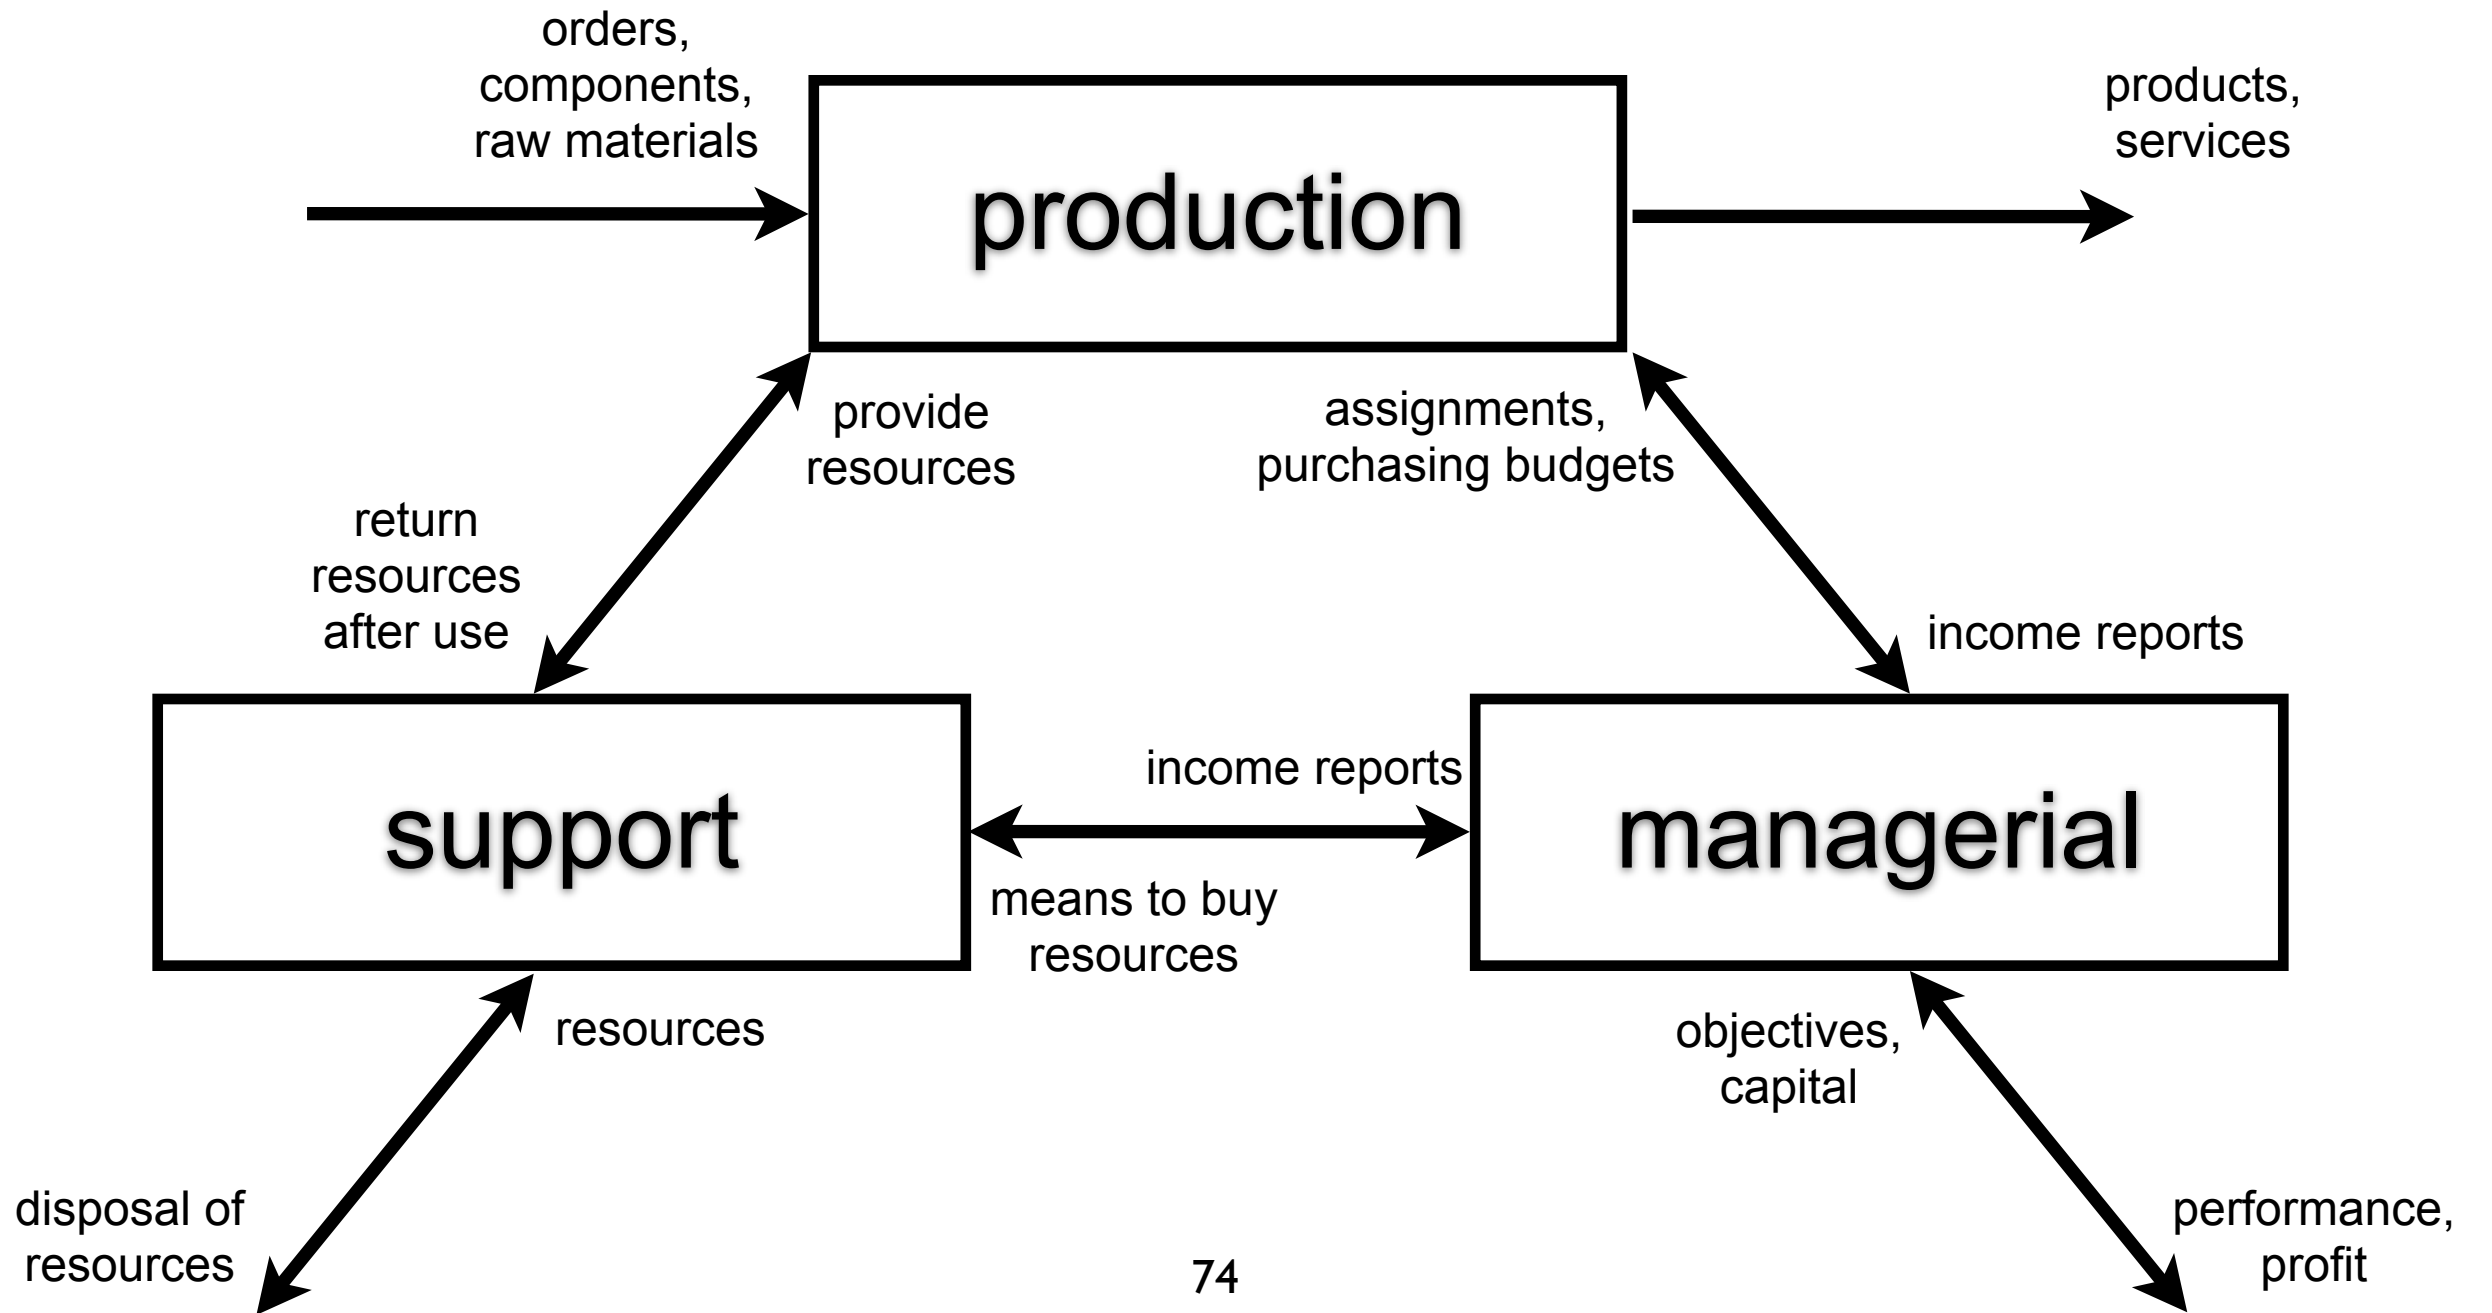 orders,
components,
raw materials
products,
services
production
provide
resources
assignments,
purchasing budgets
return
resources
after use
income reports
income reports
support
managerial
means to buy
resources
resources
objectives,
capital
disposal of
resources
performance,
profit
74